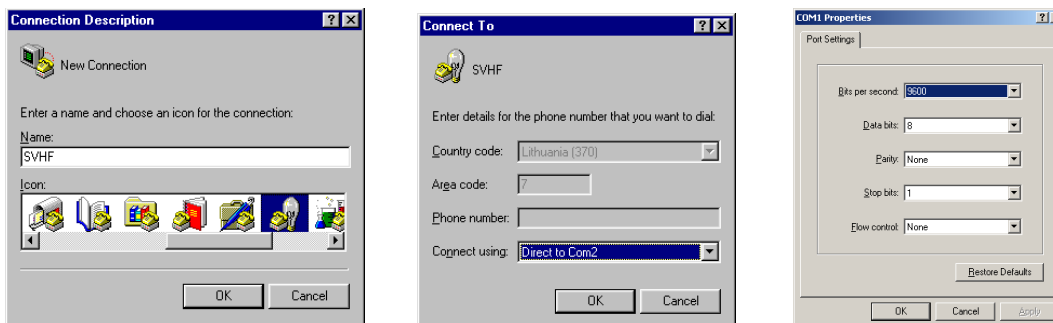 Connection Description
New Connection
Enter a name and choose an icon for the connection:
Name:
SVHF
Icon:
OK Cancel
Connect To
SVHF
Enter details for the phone number that you want to dial:
Country code: Lithuania (370)
Area code: 7
Phone number:
Connect using: Direct to Com2
OK Cancel
COM1 Properties
Port Settings
Bits per second: 9600
Data bits: 8
Parity: None
Stop bits: 1
Flow control: None
Restore Defaults
OK Cancel Apply